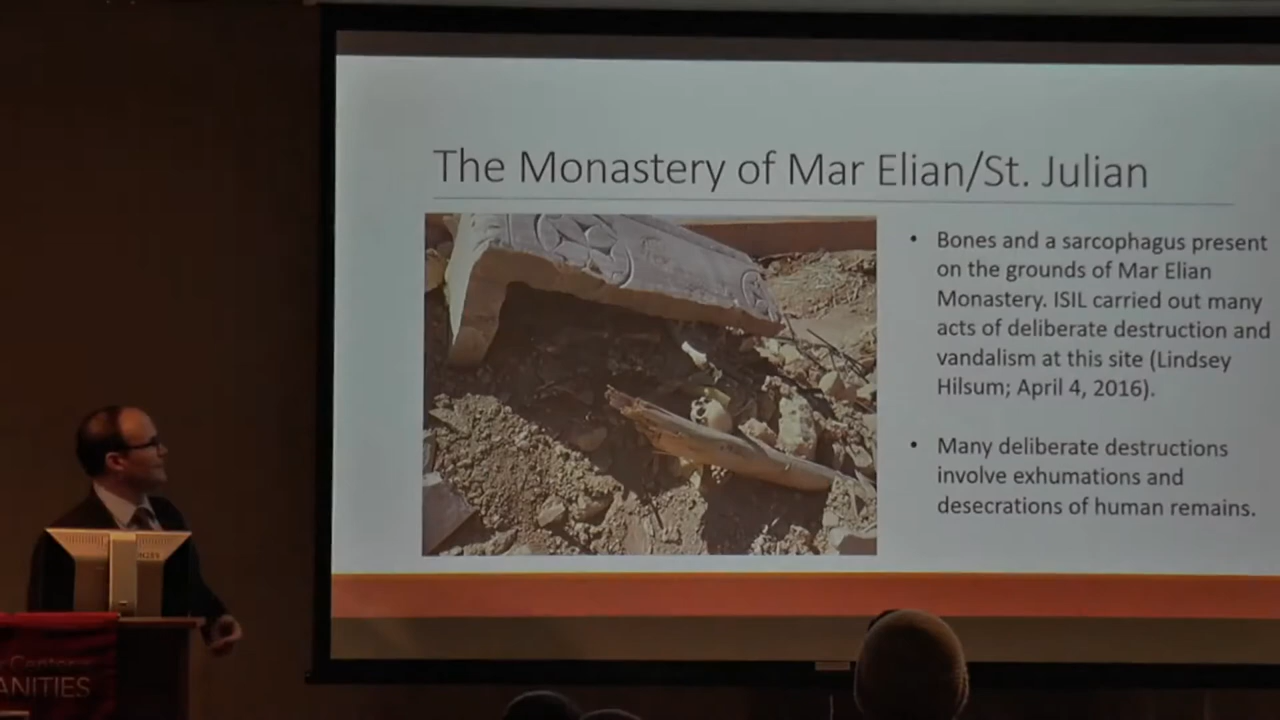 The Monastery of Mar Elian/St. Julian
• Bones and a sarcophagus present
on the grounds of Mar Elian
Monastery. ISIL carried out many
acts of deliberate destruction and
vandalism at this site (Lindsey
Hilsum; April 4, 2016).
• Many deliberate destructions
involve exhumations and
desecrations of human remains.
ANITIES